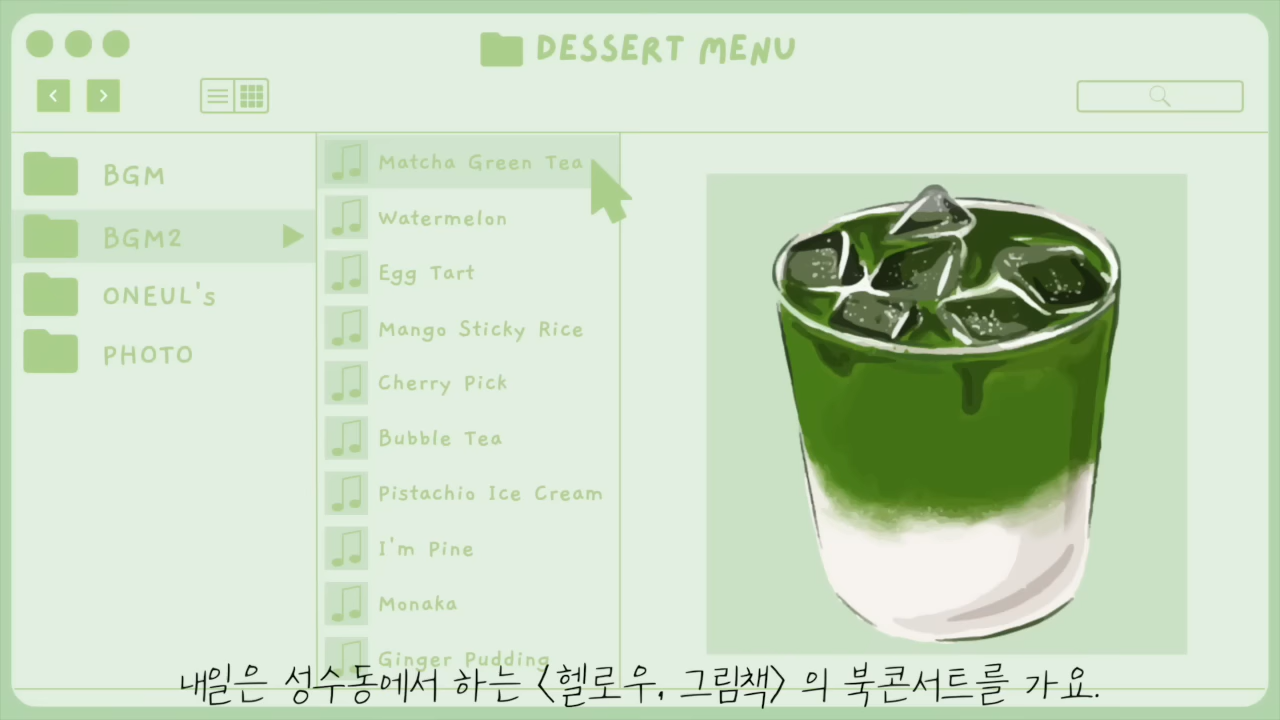 DESSERT MENU
BGM
BGM2
ONEUL's
PHOTO
Matcha Green Tea
Watermelon
Egg Tart
Mango Sticky Rice
Cherry Pick
Bubble Tea
Pistachio Ice Cream
I'm Pine
Monaka
Ginger Pudding
내일은 성수동에서 하는 〈헬로우, 그림책〉 의 북콘서트를 가요.